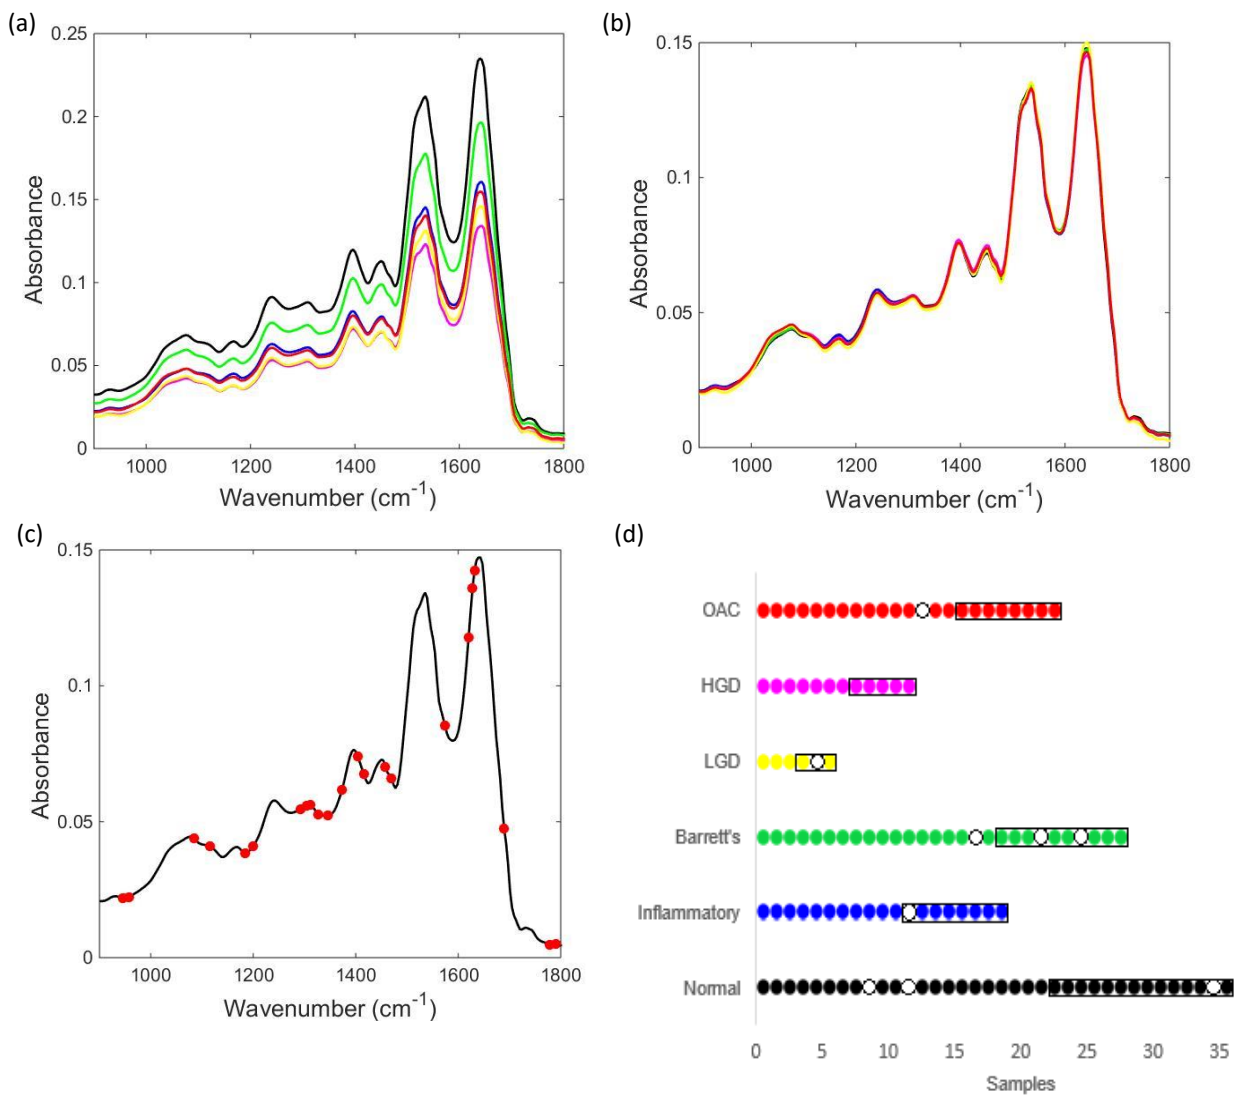 (a)
0.25
0.2
0.15
0.1
0.05
0
Absorbance
1000 1200 1400 1600 1800
Wavenumber (cm-1)
(b)
0.15
0.1
0.05
0
Absorbance
1000 1200 1400 1600 1800
Wavenumber (cm-1)
(c)
0.15
0.1
0.05
0
Absorbance
1000 1200 1400 1600 1800
Wavenumber (cm-1)
(d)
OAC
HGD
LGD
Barrett's
Inflammatory
Normal
0 5 10 15 20 25 30 35
Samples